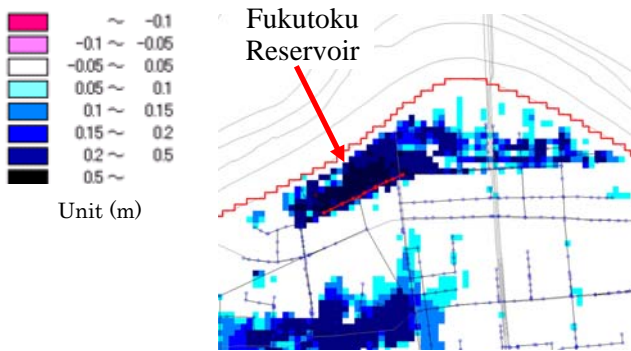 ～ -0.1
-0.1 ～ -0.05
-0.05 ～ 0.05
0.05 ～ 0.1
0.1 ～ 0.15
0.15 ～ 0.2
0.2 ～ 0.5
0.5 ～
Unit (m)
Fukutoku
Reservoir